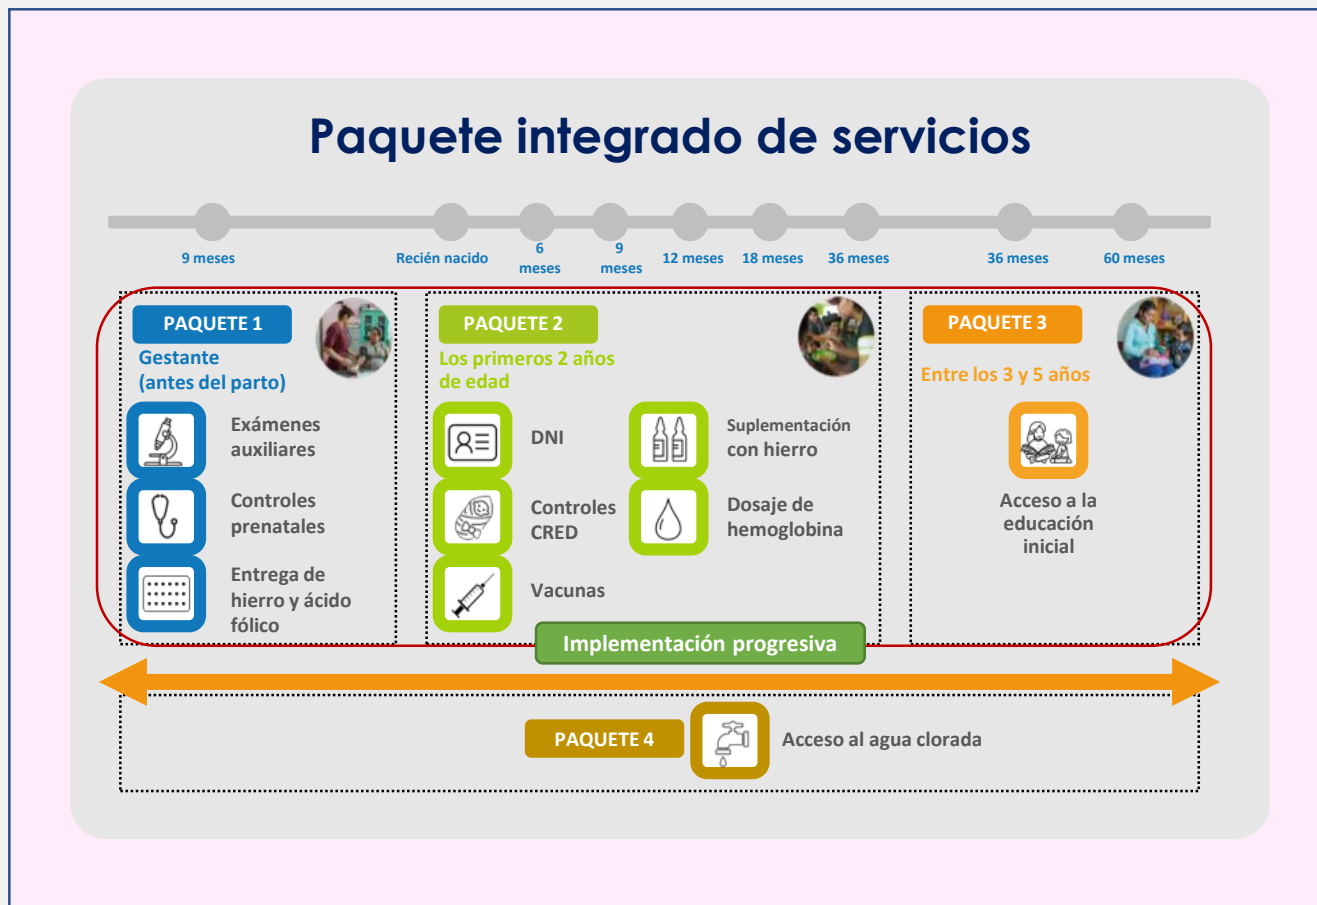 Paquete integrado de servicios
9 meses
Recién nacido
6
meses
9
meses
12 meses
18 meses
36 meses
36 meses
60 meses
PAQUETE 1
Gestante
(antes del parto)
Exámenes
auxiliares
Controles
prenatales
Entrega de
hierro y ácido
fólico
PAQUETE 2
Los primeros 2 años
de edad
DNI
Controles
CRED
Vacunas
Suplementación
con hierro
Dosaje de
hemoglobina
PAQUETE 3
Entre los 3 y 5 años
Acceso a la
educación
inicial
Implementación progresiva
PAQUETE 4
Acceso al agua clorada